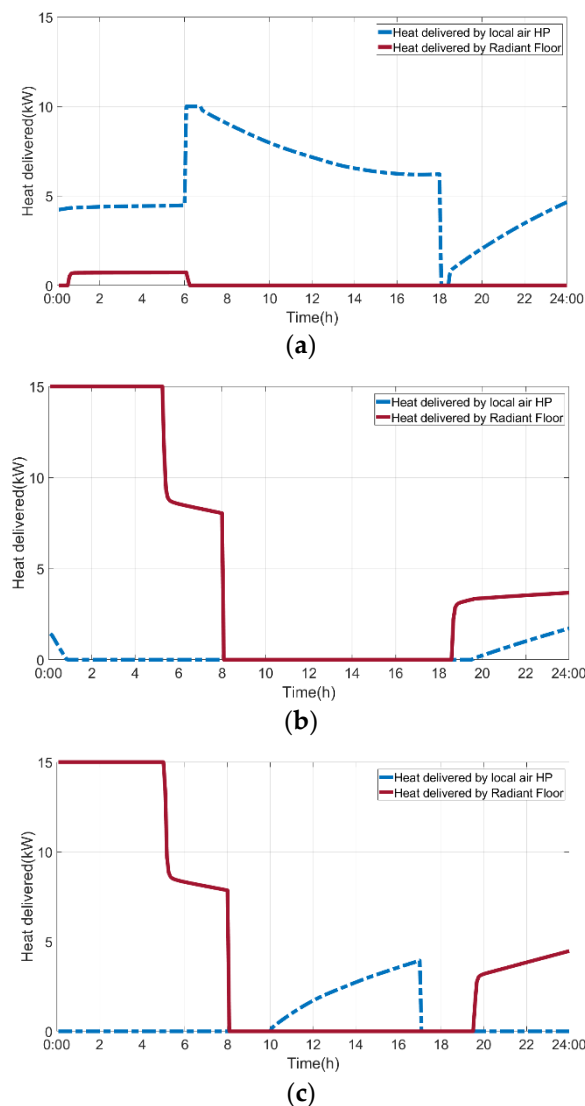 Heat delivered by local air HP
Heat delivered by Radiant Floor
Heat delivered(kW)
15
10
5
0
0:00 2 4 6 8 10 12 14 16 18 20 22 24:00
Time(h)
(a)
Heat delivered by local air HP
Heat delivered by Radiant Floor
Heat delivered(kW)
15
10
5
0
0:00 2 4 6 8 10 12 14 16 18 20 22 24:00
Time(h)
(b)
Heat delivered by local air HP
Heat delivered by Radiant Floor
Heat delivered(kW)
15
10
5
0
0:00 2 4 6 8 10 12 14 16 18 20 22 24:00
Time(h)
(c)